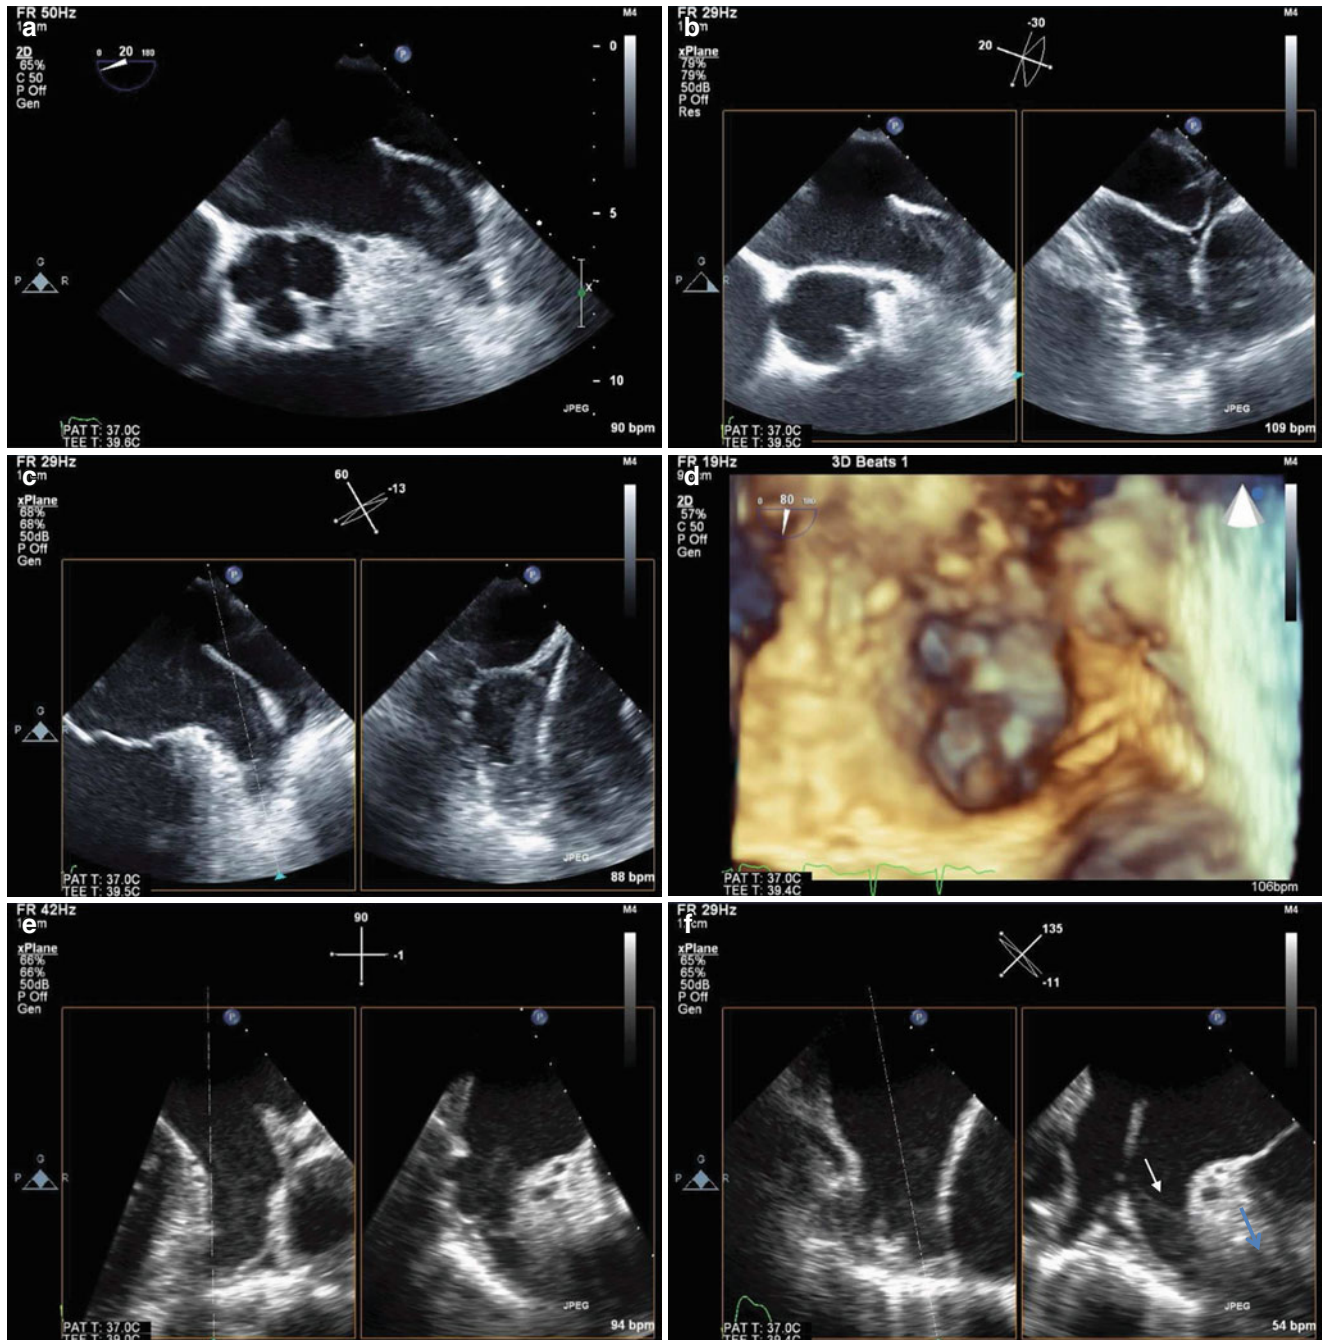 FR 50Hz
a
2D
65%
C 50
P Off
Gen
0 20 180
P
M4
0
5
10
G
P R
X
JPEG
PAT T: 37.0C
TEE T: 39.6C
90 bpm
FR 29Hz
b
xPlane
79%
79%
50dB
P Off
Res
20
-30
P
P
M4
G
P R
JPEG
PAT T: 37.0C
TEE T: 39.5C
109 bpm
FR 29Hz
c
xPlane
68%
68%
50dB
P Off
Gen
60
-13
P
P
M4
G
P R
JPEG
PAT T: 37.0C
TEE T: 39.5C
88 bpm
FR 19Hz
d
3D Beats 1
2D
57%
C 50
P Off
Gen
0 80 180
M4
PAT T: 37.0C
TEE T: 39.4C
106bpm
FR 42Hz
e
xPlane
66%
66%
50dB
P Off
Gen
90
-1
P
P
M4
G
P R
JPEG
PAT T: 37.0C
94 bpm
FR 29Hz
f
xPlane
65%
65%
50dB
P Off
Gen
135
-11
P
P
M4
G
P R
JPEG
PAT T: 37.0C
54 bpm